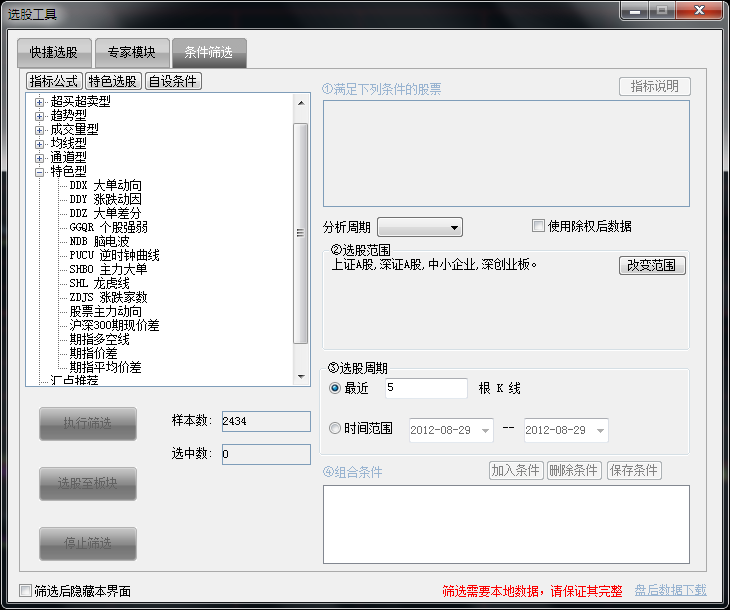 选股工具
快捷选股 专家模块 条件筛选
指标公式 特色选股 自设条件
超买超卖型
趋势型
成交量型
均线型
通道型
特色型
DDX 大单动向
DDY 涨跌动因
DDZ 大单差分
GGQR 个股强弱
NDB 脑电波
PUCU 逆时钟曲线
SHBO 主力大单
SHL 龙虎线
ZDJS 涨跌家数
股票主力动向
沪深300期现价差
期指多空线
期指价差
期指平均价差
汇点推荐
执行筛选
选股至板块
停止筛选
样本数: 2434
选中数: 0
①满足下列条件的股票 指标说明
分析周期 使用除权后数据
②选股范围
上证A股,深证A股,中小企业,深创业板。 改变范围
③选股周期
最近 5 根 K 线
时间范围 2012-08-29 -- 2012-08-29
④组合条件 加入条件 删除条件 保存条件
筛选后隐藏本界面 筛选需要本地数据，请保证其完整 盘后数据下载